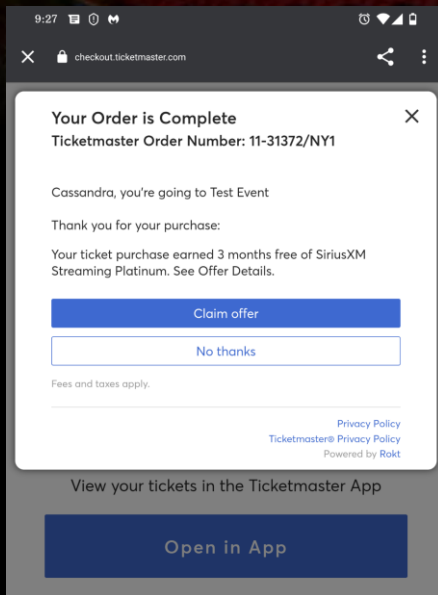 9:27
checkout.ticketmaster.com
Your Order is Complete
Ticketmaster Order Number: 11-31372/NY1
Cassandra, you're going to Test Event
Thank you for your purchase:
Your ticket purchase earned 3 months free of SiriusXM
Streaming Platinum. See Offer Details.
Claim offer
No thanks
Fees and taxes apply.
Privacy Policy
Ticketmaster® Privacy Policy
Powered by Rokt
View your tickets in the Ticketmaster App
Open in App